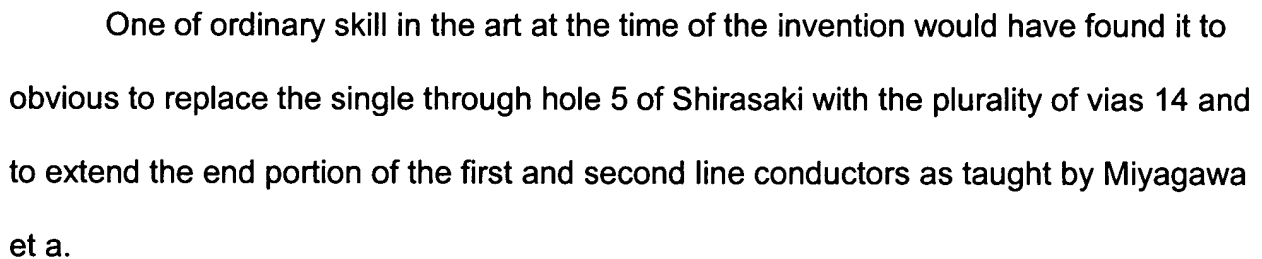 One of ordinary skill in the art at the time of the invention would have found it to
obvious to replace the single through hole 5 of Shirasaki with the plurality of vias 14 and
to extend the end portion of the first and second line conductors as taught by Miyagawa
et a.